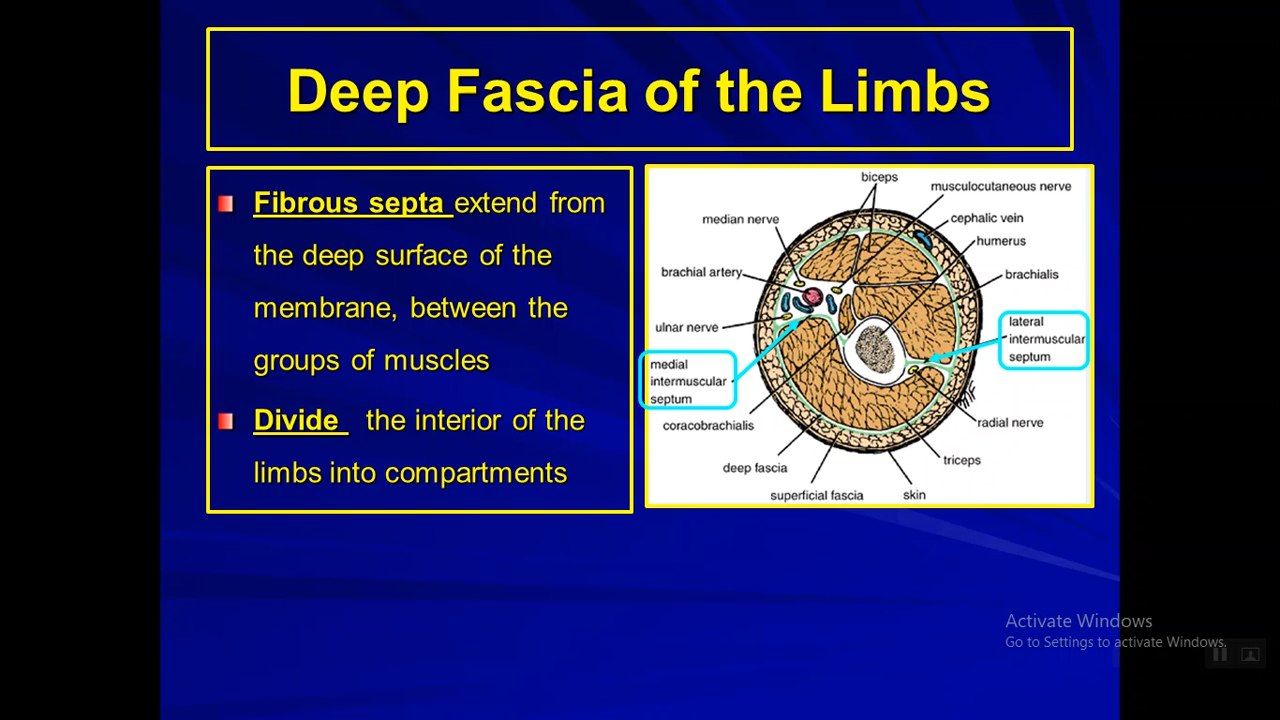 Deep Fascia of the Limbs
Fibrous septa extend from
the deep surface of the
membrane, between the
groups of muscles
Divide the interior of the
limbs into compartments
biceps
musculocutaneous nerve
median nerve
cephalic vein
humerus
brachial artery
brachialis
ulnar nerve
lateral
intermuscular
septum
medial
intermuscular
septum
coracobrachialis
radial nerve
deep fascia
triceps
superficial fascia
skin
Activate Windows
Go to Settings to activate Windows.